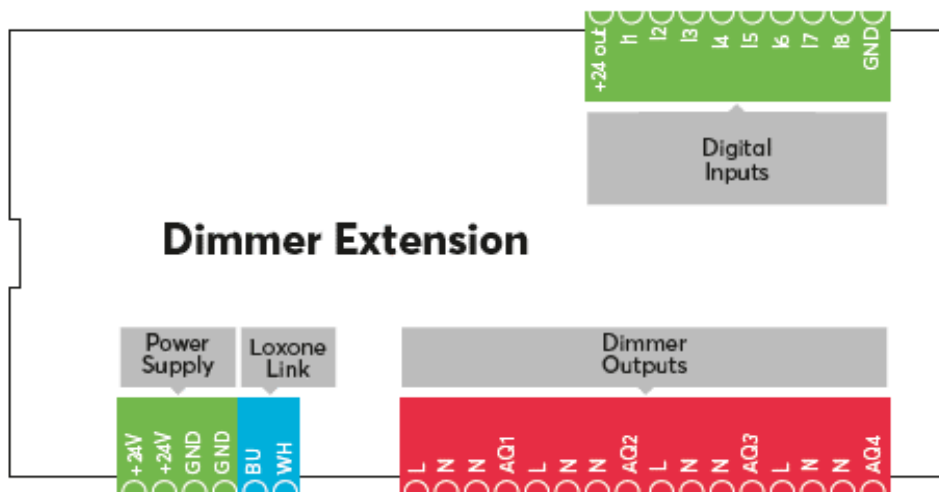 +24 out
I1
I2
I3
I4
I5
I6
I7
I8
GND
Digital
Inputs
Dimmer Extension
Power
Supply
Loxone
Link
Dimmer
Outputs
+24V
+24V
GND
GND
BU
WH
L
N
N
AQ1
L
N
N
AQ2
L
N
N
AQ3
L
N
N
AQ4